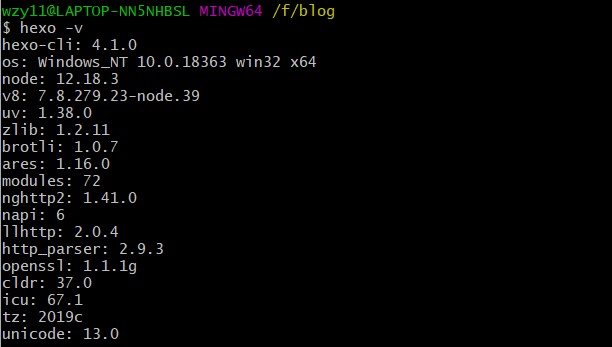 wzy11@LAPTOP-NN5NHBSL MINGW64 /f/blog
$ hexo -v
hexo-cli: 4.1.0
os: Windows_NT 10.0.18363 win32 x64
node: 12.18.3
v8: 7.8.279.23-node.39
uv: 1.38.0
zlib: 1.2.11
brotli: 1.0.7
ares: 1.16.0
modules: 72
nghttp2: 1.41.0
napi: 6
llhttp: 2.0.4
http_parser: 2.9.3
openssl: 1.1.1g
cldr: 37.0
icu: 67.1
tz: 2019c
unicode: 13.0